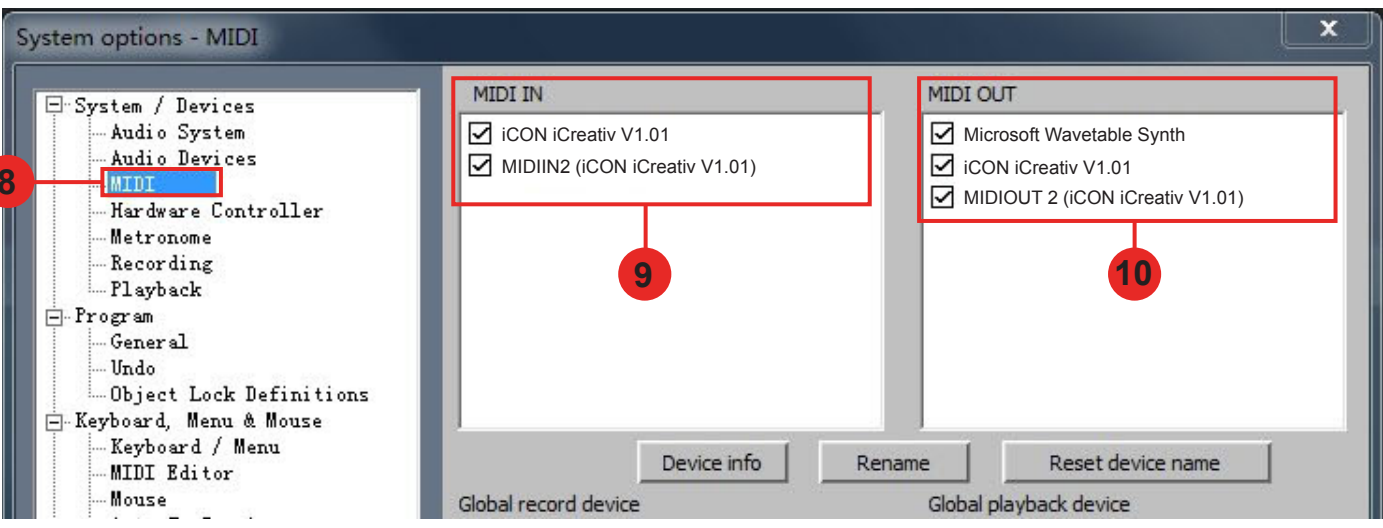 System options - MIDI
x
System / Devices
Audio System
Audio Devices
MIDI
Hardware Controller
Metronome
Recording
Playback
Program
General
Undo
Object Lock Definitions
Keyboard, Menu & Mouse
Keyboard / Menu
MIDI Editor
Mouse
8
MIDI IN
iCON iCreativ V1.01
MIDIIN2 (iCON iCreativ V1.01)
9
MIDI OUT
Microsoft Wavetable Synth
iCON iCreativ V1.01
MIDIOUT 2 (iCON iCreativ V1.01)
10
Device info
Rename
Reset device name
Global record device
Global playback device